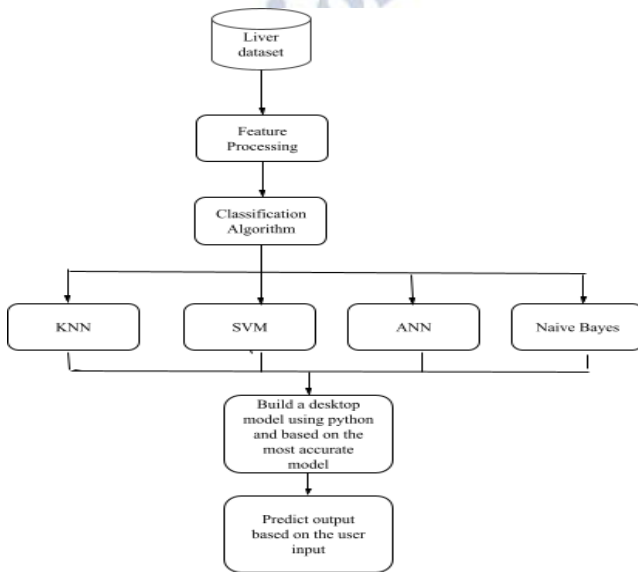 Liver
dataset
Feature
Processing
Classification
Algorithm
KNN
SVM
ANN
Naive Bayes
Build a desktop
model using python
and based on the
most accurate
model
Predict output
based on the user
input